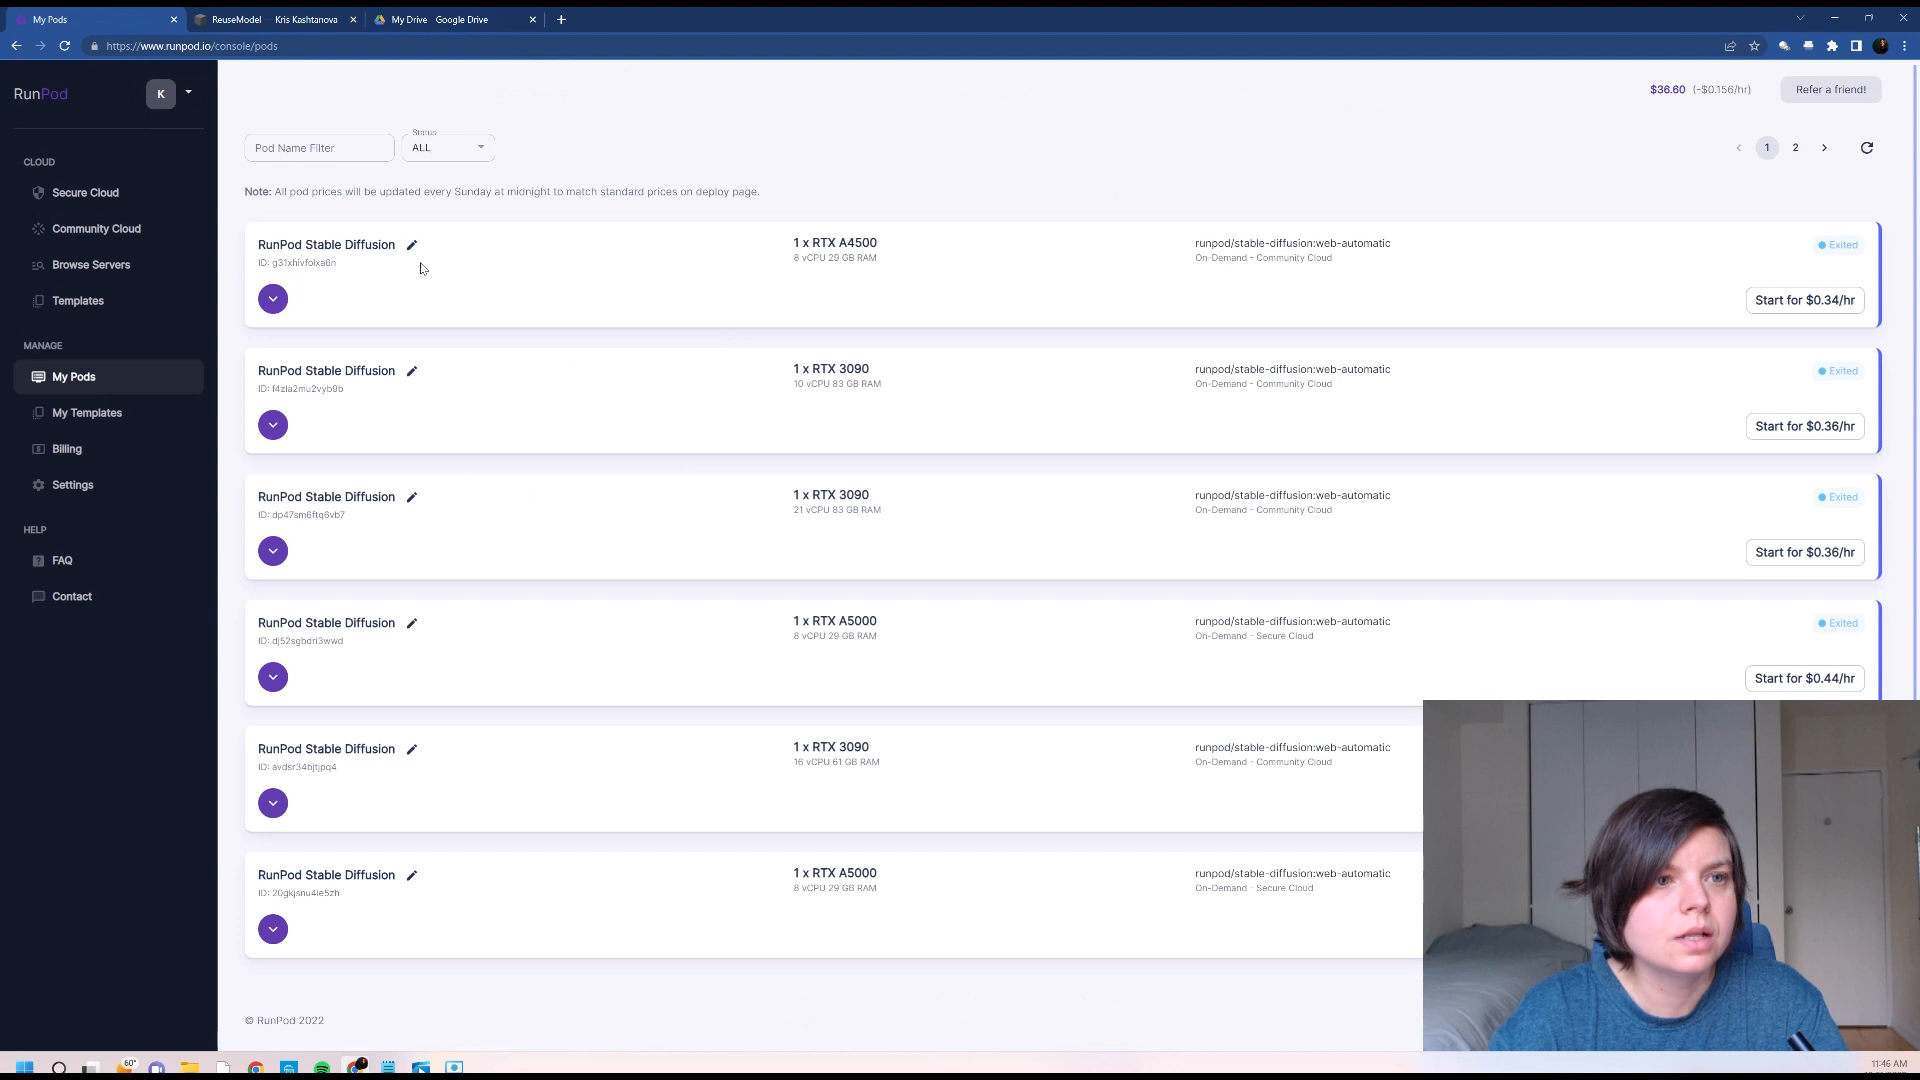 My Pods
ReuseModel Kris Kashtanova
My Drive Google Drive
https://www.runpod.io/console/pods
RunPod
K
$36.60 (-$0.156/hr)
Refer a friend!
CLOUD
Secure Cloud
Community Cloud
Browse Servers
Templates
MANAGE
My Pods
My Templates
Billing
Settings
HELP
FAQ
Contact
Pod Name Filter
Status
ALL
1 2
Note: All pod prices will be updated every Sunday at midnight to match standard prices on deploy page.
RunPod Stable Diffusion
ID: g31xhivfolxa6n
1 x RTX A4500
8 vCPU 29 GB RAM
runpod/stable-diffusion:web-automatic
On-Demand - Community Cloud
Exited
Start for $0.34/hr
RunPod Stable Diffusion
ID: f4zla2mu2vyb9b
1 x RTX 3090
10 vCPU 83 GB RAM
runpod/stable-diffusion:web-automatic
On-Demand - Community Cloud
Exited
Start for $0.36/hr
RunPod Stable Diffusion
ID: dp47sm6ftq6vb7
1 x RTX 3090
21 vCPU 83 GB RAM
runpod/stable-diffusion:web-automatic
On-Demand - Community Cloud
Exited
Start for $0.36/hr
RunPod Stable Diffusion
ID: dj52sgbdri3wwd
1 x RTX A5000
8 vCPU 29 GB RAM
runpod/stable-diffusion:web-automatic
On-Demand - Secure Cloud
Exited
Start for $0.44/hr
RunPod Stable Diffusion
ID: avdsr34bjtjpq4
1 x RTX 3090
16 vCPU 61 GB RAM
runpod/stable-diffusion:web-automatic
On-Demand - Community Cloud
RunPod Stable Diffusion
ID: 20gkjsnu4le5zh
1 x RTX A5000
8 vCPU 29 GB RAM
runpod/stable-diffusion:web-automatic
On-Demand - Secure Cloud
© RunPod 2022
60°
11:46 AM